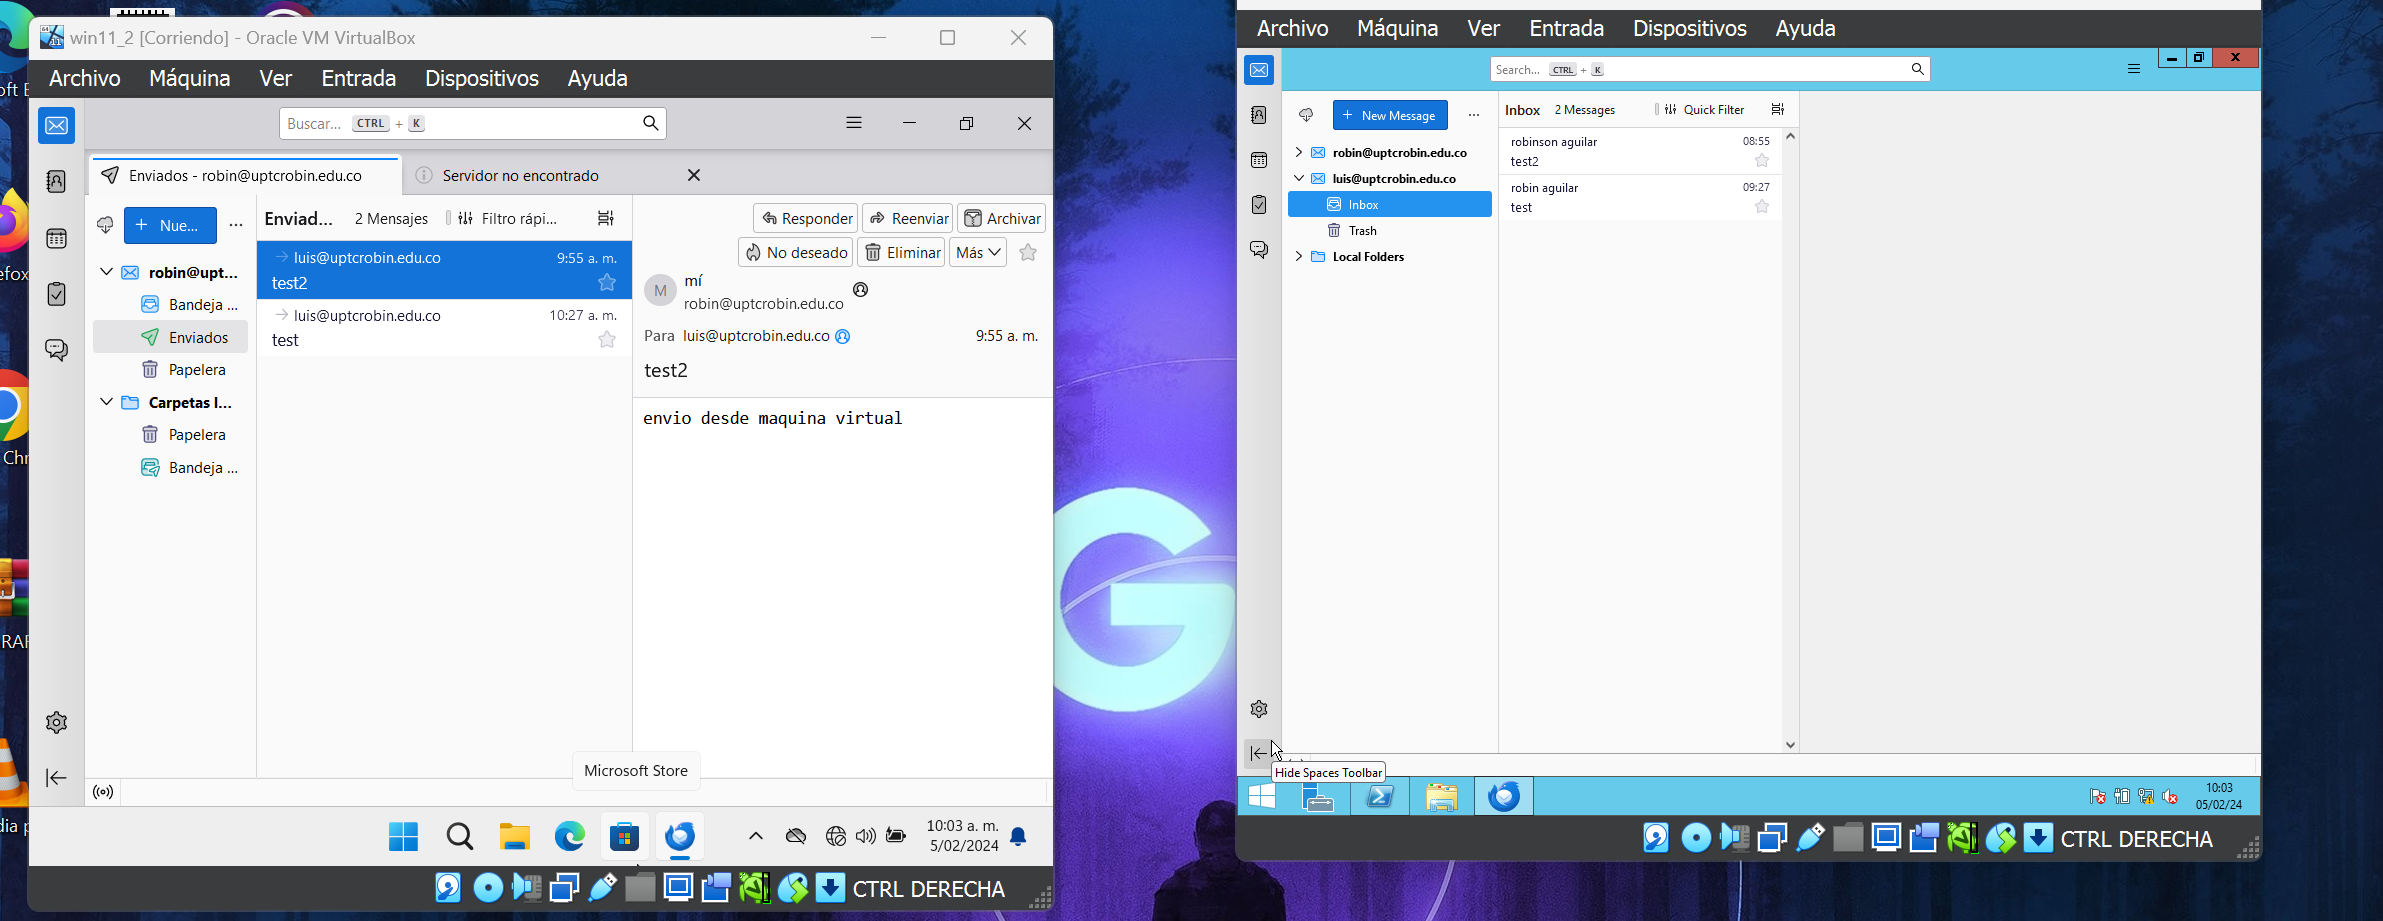 win11_2 [Corriendo] - Oracle VM VirtualBox
Archivo Máquina Ver Entrada Dispositivos Ayuda
Buscar... CTRL + K
Enviados - robin@uptcrobin.edu.co
Servidor no encontrado
+ Nue...
robin@upt...
Bandeja ...
Enviados
Papelera
Carpetas l...
Papelera
Bandeja ...
Enviad... 2 Mensajes Filtro rápi...
luis@uptcrobin.edu.co 9:55 a. m.
test2
luis@uptcrobin.edu.co 10:27 a. m.
test
Responder Reenviar Archivar
No deseado Eliminar Más
M
mí
robin@uptcrobin.edu.co
Para luis@uptcrobin.edu.co 9:55 a. m.
test2
envio desde maquina virtual
Microsoft Store
10:03 a. m.
5/02/2024
CTRL DERECHA
Archivo Máquina Ver Entrada Dispositivos Ayuda
Search... CTRL + K
+ New Message
robin@uptcrobin.edu.co
luis@uptcrobin.edu.co
Inbox
Trash
Local Folders
Inbox 2 Messages Quick Filter
robinson aguilar 08:55
test2
robin aguilar 09:27
test
Hide Spaces Toolbar
10:03
05/02/24
CTRL DERECHA
oft E
efox
Chr
RAF
dia p
G